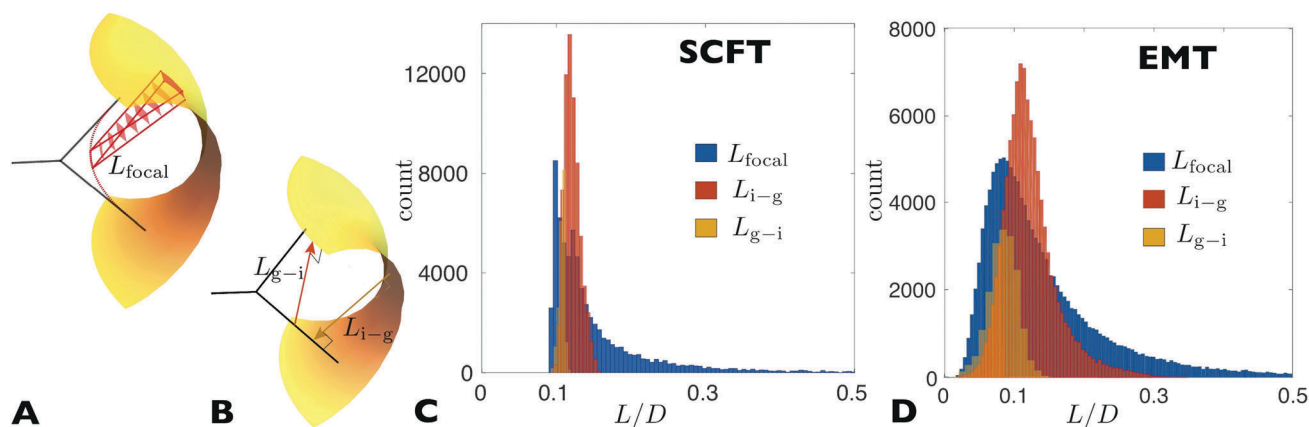 L_focal
A
L_g−i
L_i−g
B
SCFT
12000
8000
4000
0
count
L_focal
L_i−g
L_g−i
0
0.1
0.3
0.5
L/D
C
EMT
8000
6000
4000
2000
0
count
L_focal
L_i−g
L_g−i
0.1
0.3
0.5
L/D
D